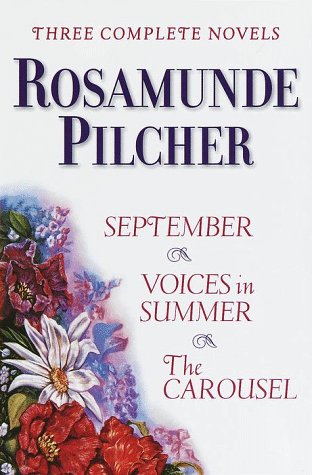 THREE COMPLETE NOVELS
ROSAMUNDE
PILCHER
SEPTEMBER
VOICES in
SUMMER
The
CAROUSEL